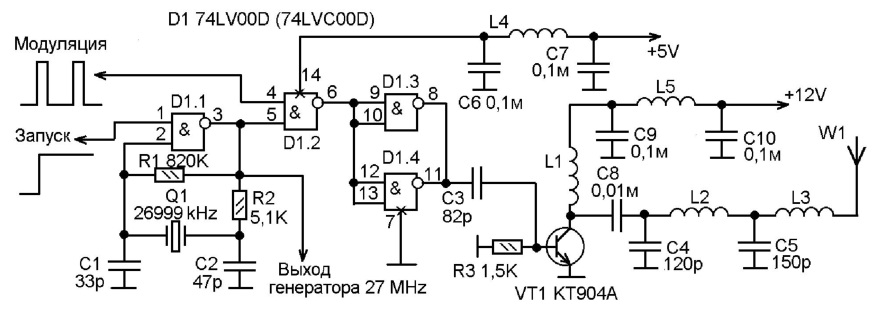 D1 74LV00D (74LVC00D)
Модуляция
Запуск
L4
+5V
C6 0,1м
C7
0,1м
L5
+12V
C9
0,1м
C10
0,1м
W1
14
4
5
6
D1.2
&
1
2
3
D1.1
&
9
10
8
D1.3
&
12
13
11
D1.4
&
7
R1 820K
Q1
26999 kHz
R2
5,1K
C1
33p
C2
47p
Выход
генератора 27 MHz
C3
82p
R3 1,5K
VT1 KT904A
L1
C8
0,01м
L2
L3
C4
120p
C5
150p